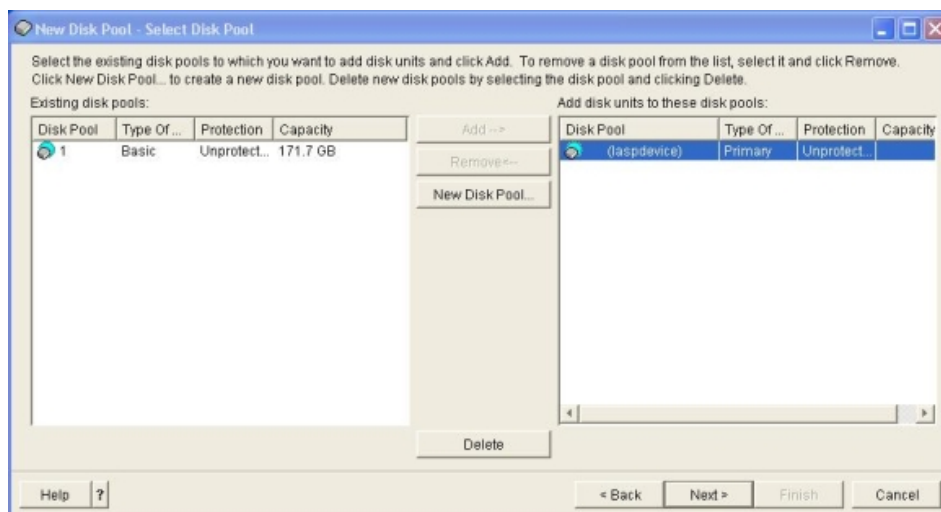 New Disk Pool - Select Disk Pool
Select the existing disk pools to which you want to add disk units and click Add. To remove a disk pool from the list, select it and click Remove.
Click New Disk Pool... to create a new disk pool. Delete new disk pools by selecting the disk pool and clicking Delete.
Existing disk pools:
Add disk units to these disk pools:
Disk Pool Type Of ... Protection Capacity
1 Basic Unprotect... 171.7 GB
Add -->
Remove<--
New Disk Pool...
Disk Pool Type Of ... Protection Capacity
(Iaspdevice) Primary Unprotect...
Delete
Help ? < Back Next > Finish Cancel